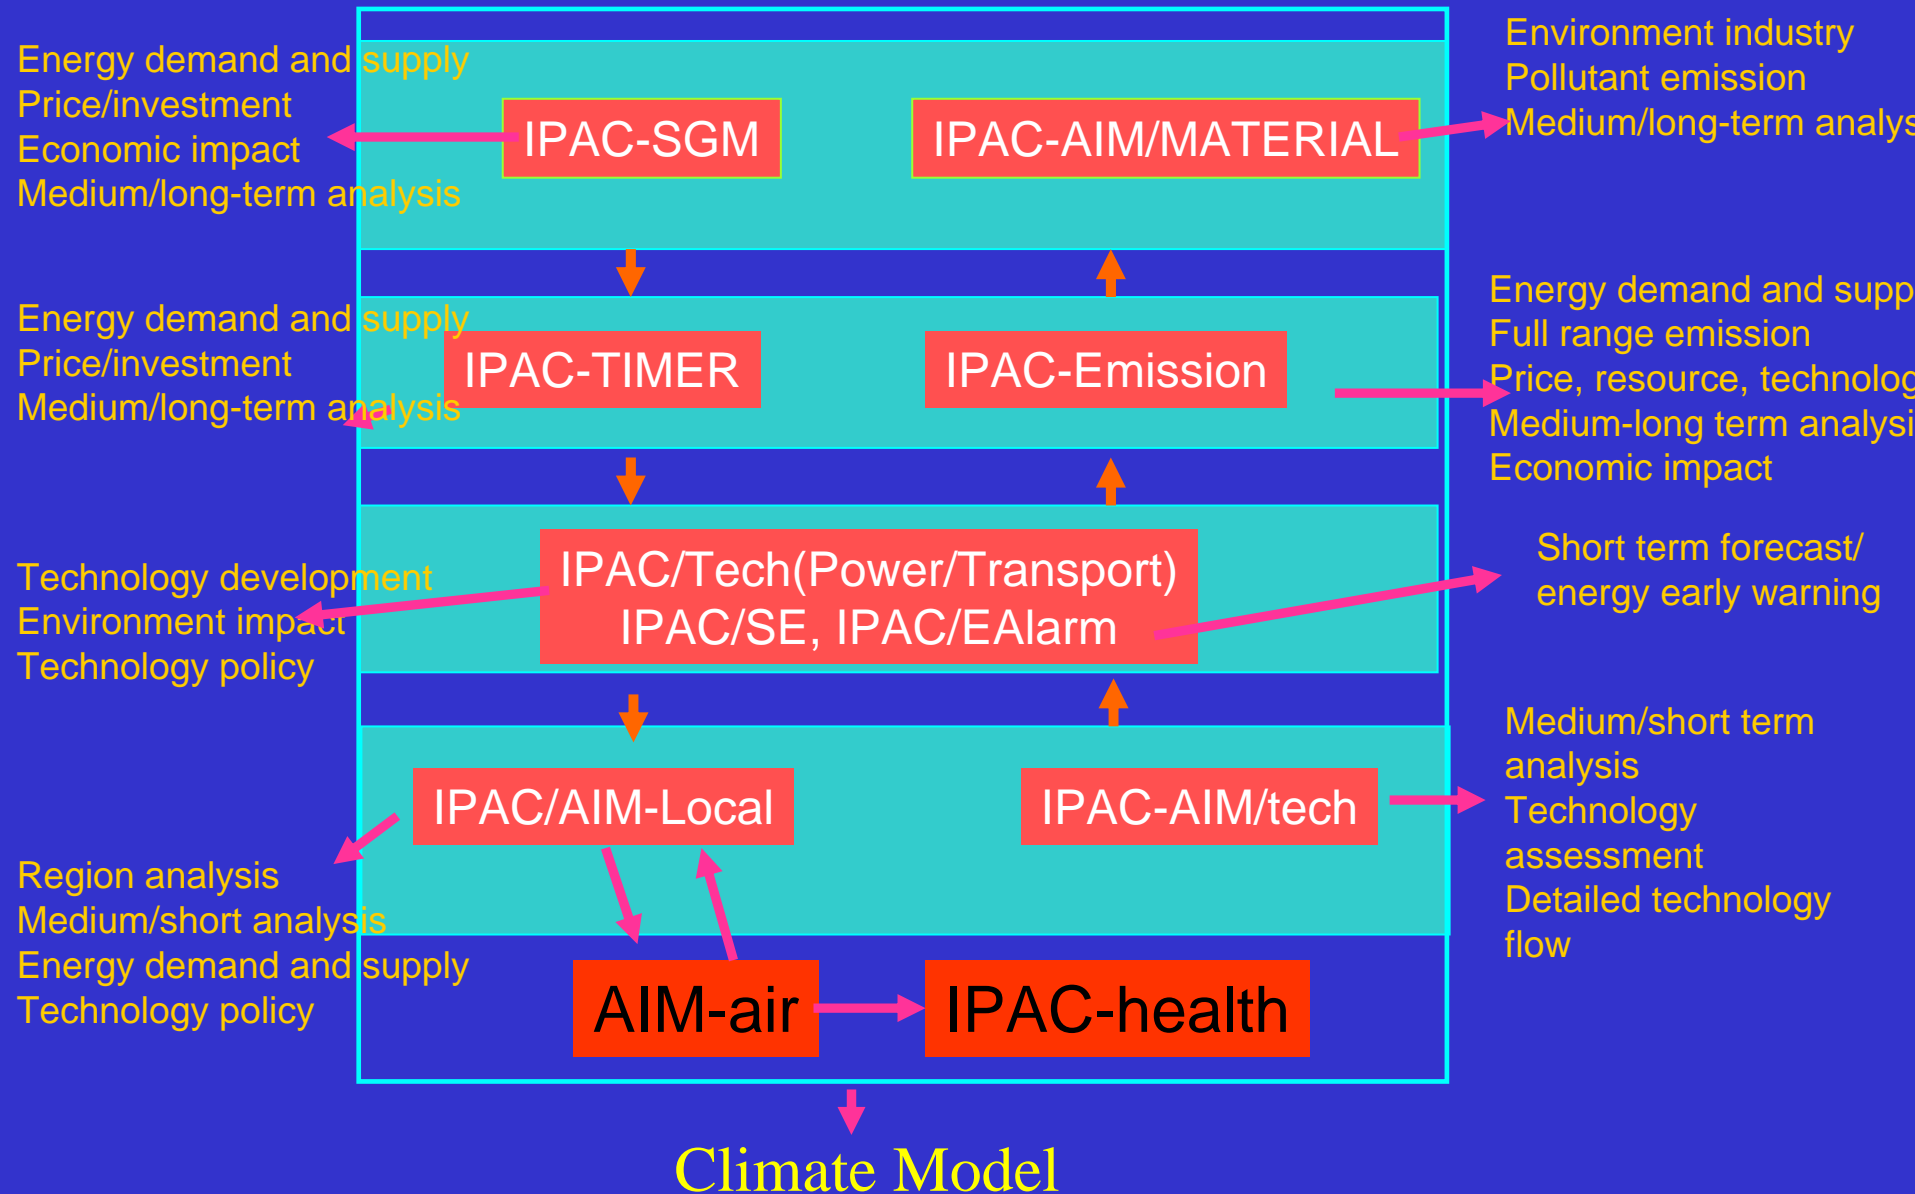 Energy demand and supply
Price/investment
Economic impact
Medium/long-term analysis
IPAC-SGM
IPAC-AIM/MATERIAL
Environment industry
Pollutant emission
Medium/long-term analys
Energy demand and supply
Price/investment
Medium/long-term analysis
IPAC-TIMER
IPAC-Emission
Energy demand and supp
Full range emission
Price, resource, technolog
Medium-long term analysi
Economic impact
Technology development
Environment impact
Technology policy
IPAC/Tech(Power/Transport)
IPAC/SE, IPAC/EAlarm
Short term forecast/
energy early warning
IPAC/AIM-Local
IPAC-AIM/tech
Medium/short term
analysis
Technology
assessment
Detailed technology
flow
Region analysis
Medium/short analysis
Energy demand and supply
Technology policy
AIM-air
IPAC-health
Climate Model